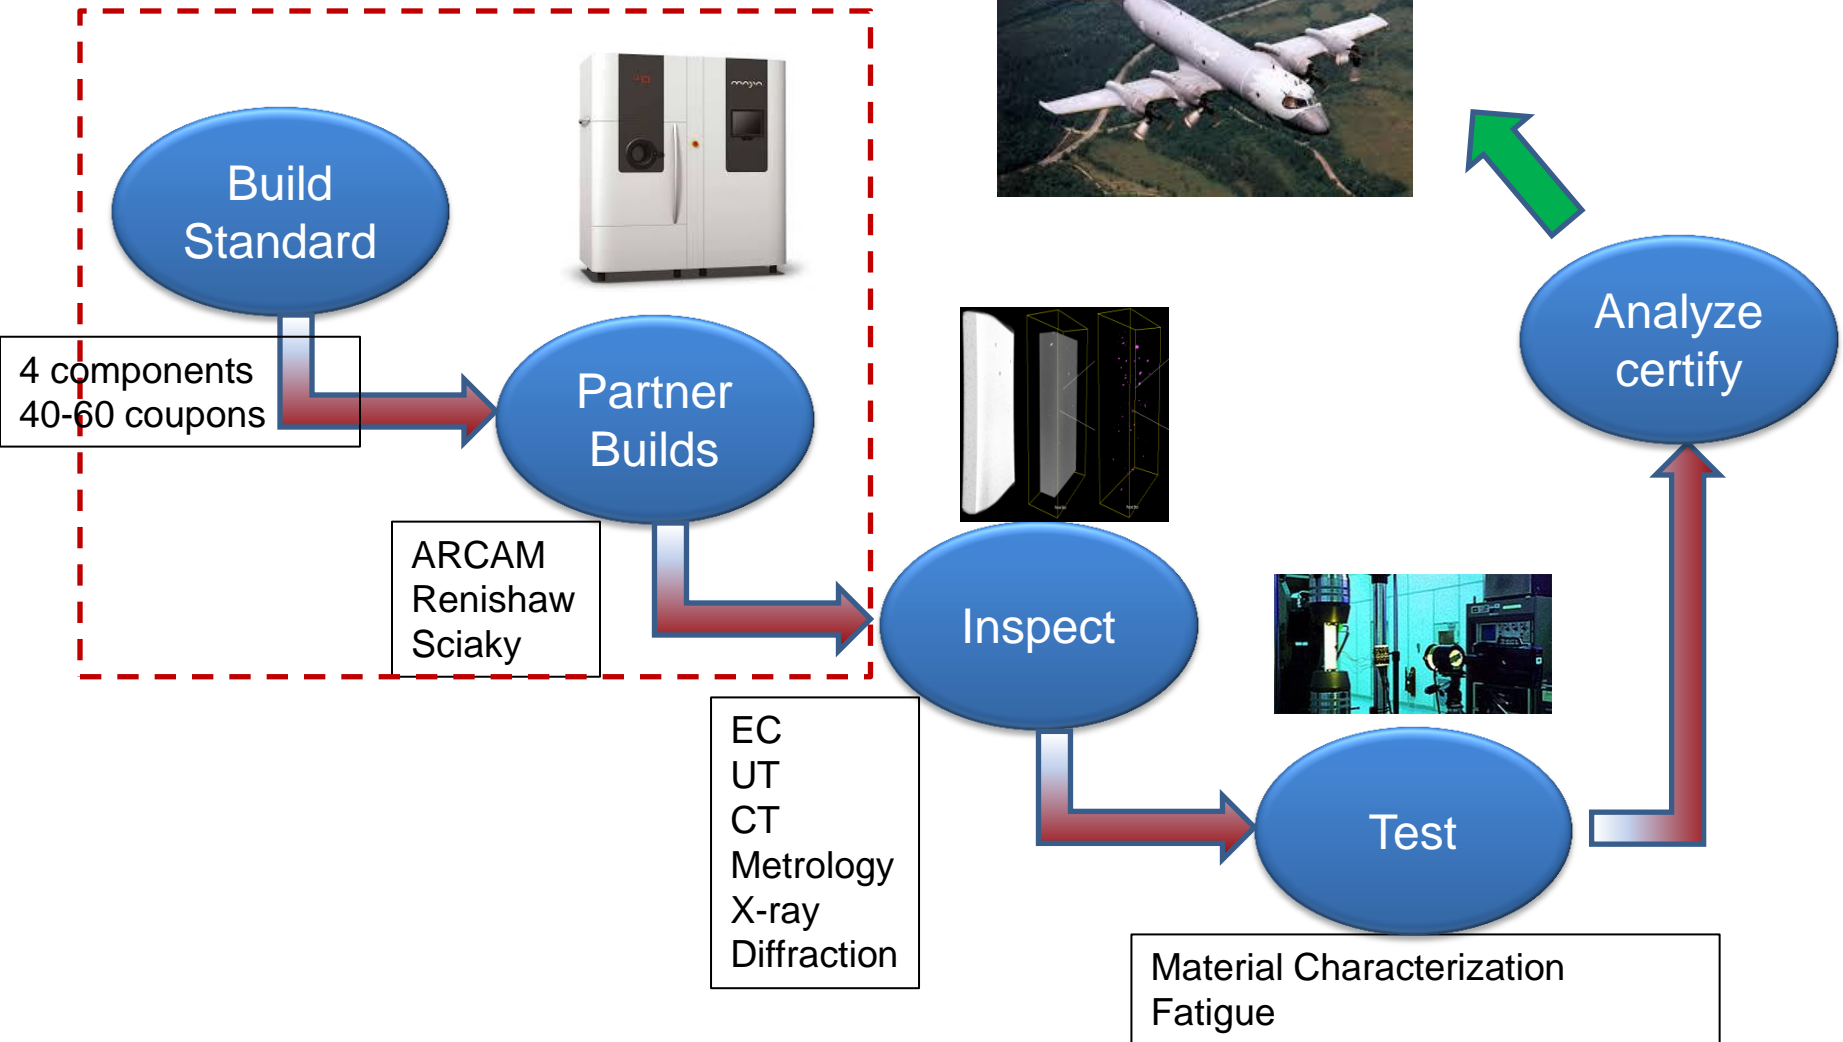 Build
Standard
4 components
40-60 coupons
Partner
Builds
ARCAM
Renishaw
Sciaky
Inspect
EC
UT
CT
Metrology
X-ray
Diffraction
Test
Material Characterization
Fatigue
Analyze
certify